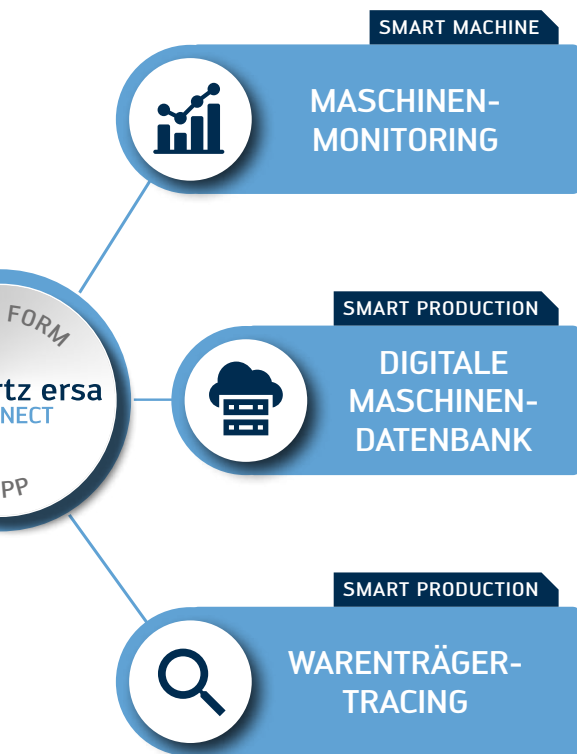 SMART MACHINE
MASCHINEN-
MONITORING
FORM
rtz ersa
NECT
PP
SMART PRODUCTION
DIGITALE
MASCHINEN-
DATENBANK
SMART PRODUCTION
WARENTRÄGER-
TRACING